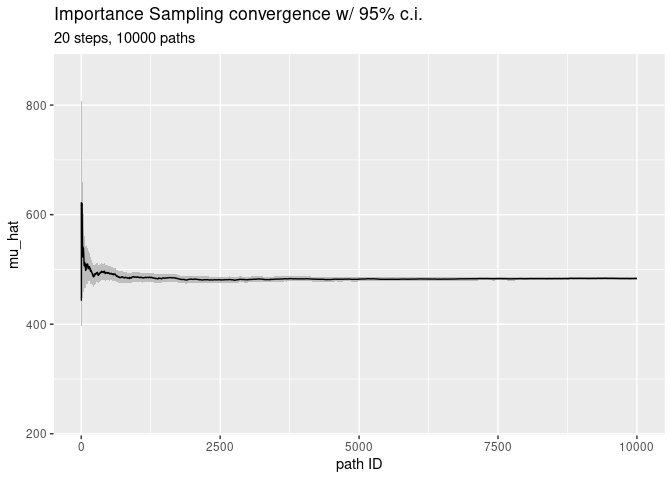 Importance Sampling convergence w/ 95% c.i.
20 steps, 10000 paths
800
600
400
200
mu_hat
0 2500 5000 7500 10000
path ID